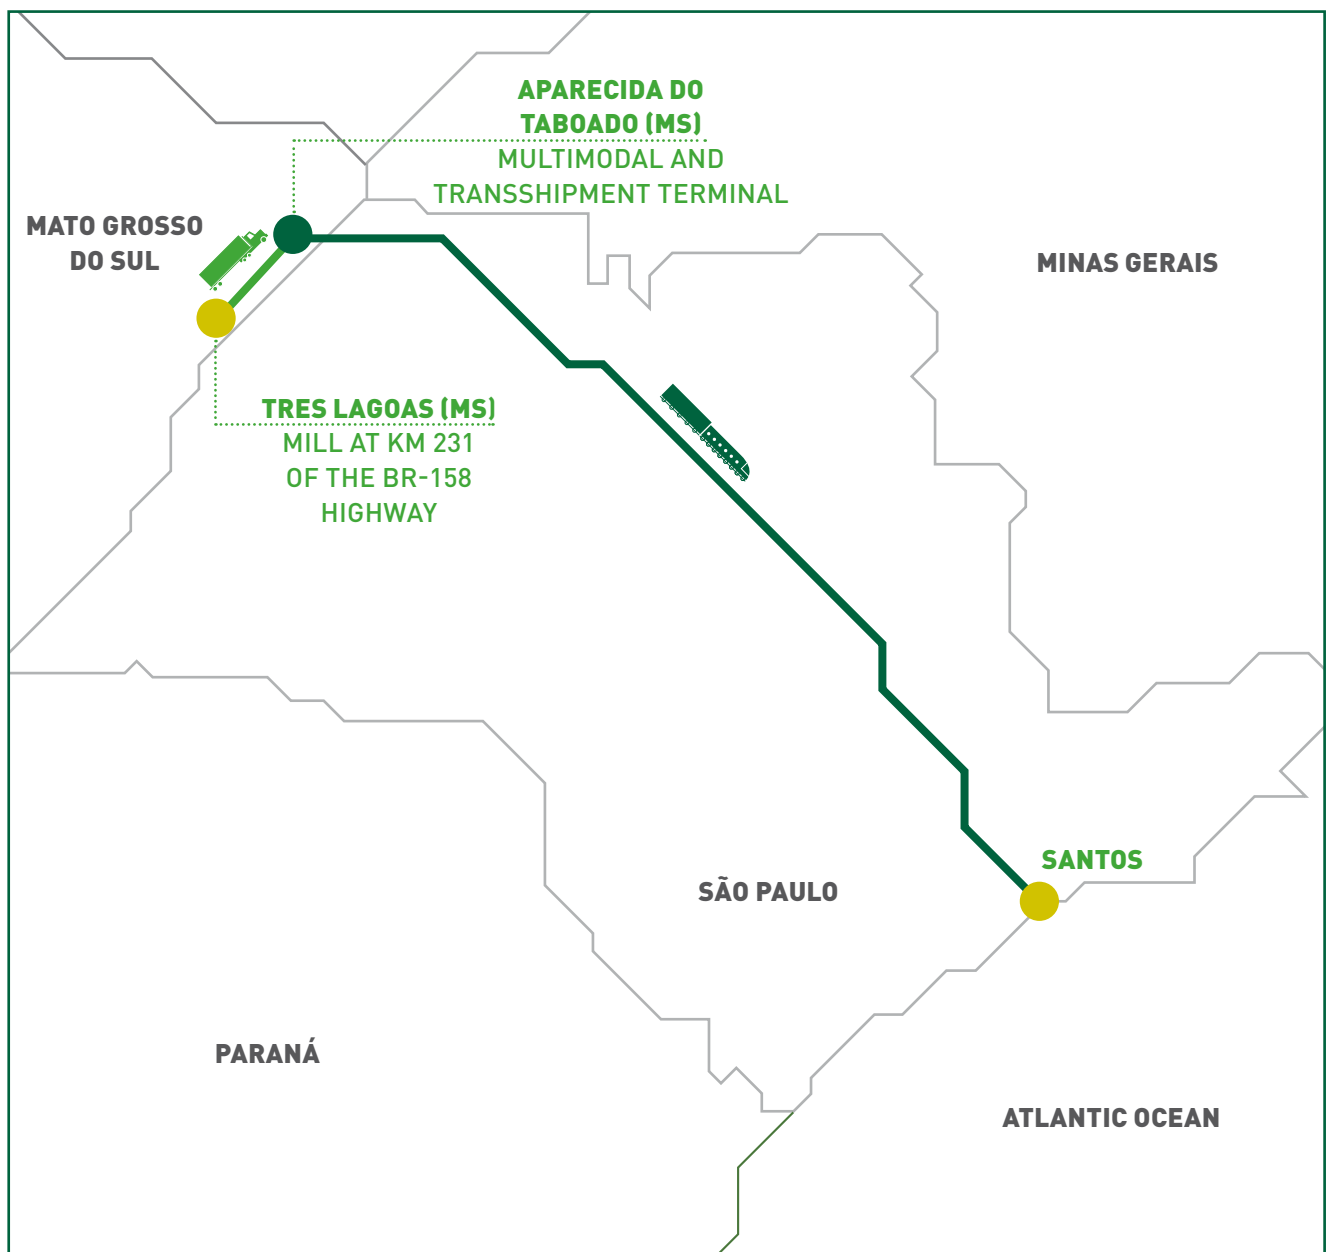 APARECIDA DO
TABOADO (MS)
MULTIMODAL AND
TRANSSHIPMENT TERMINAL
MATO GROSSO
DO SUL
MINAS GERAIS
TRES LAGOAS (MS)
MILL AT KM 231
OF THE BR-158
HIGHWAY
SANTOS
SÃO PAULO
PARANÁ
ATLANTIC OCEAN